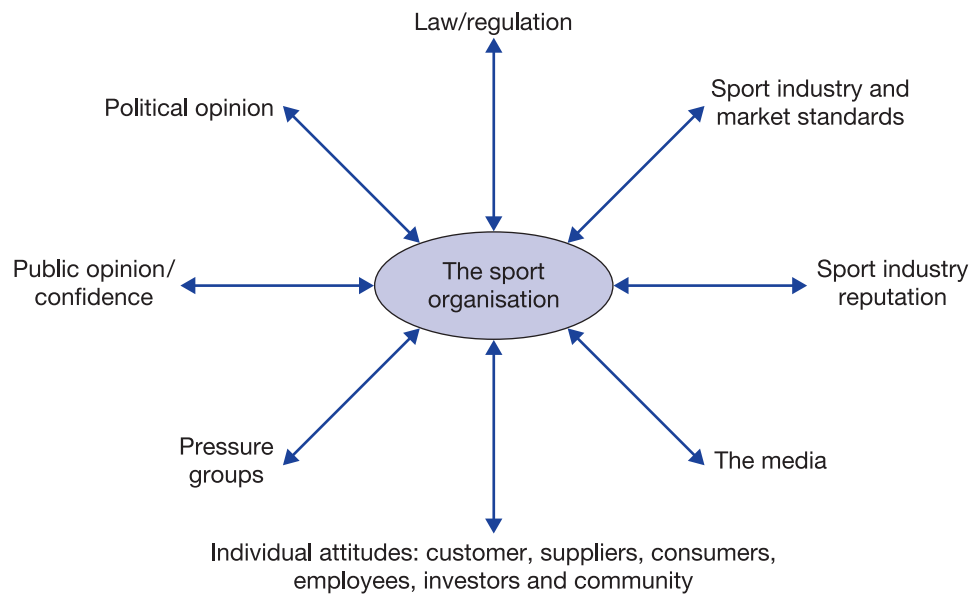 Law/regulation
Political opinion
Sport industry and
market standards
Public opinion/
confidence
The sport
organisation
Sport industry
reputation
Pressure
groups
The media
Individual attitudes: customer, suppliers, consumers,
employees, investors and community